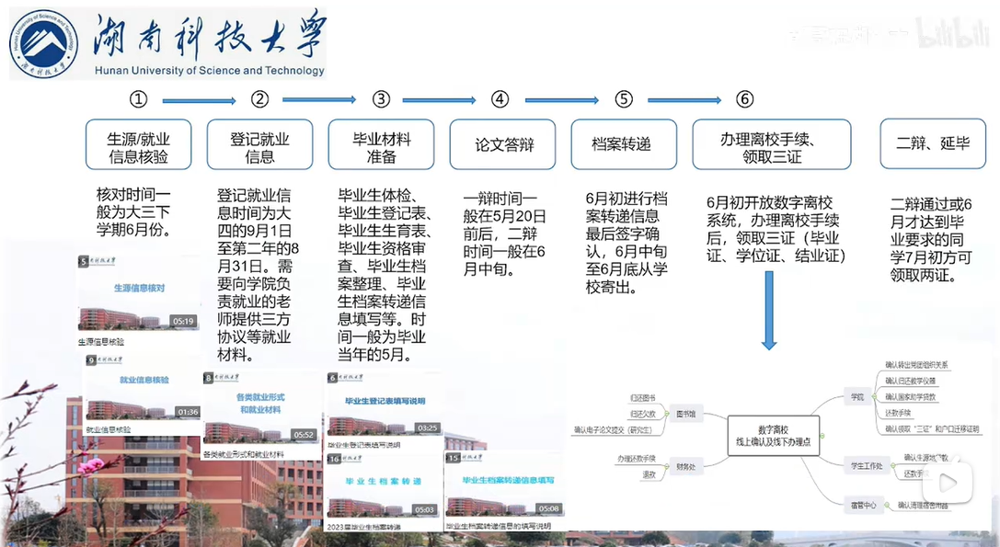 湖南科技大学
Hunan University of Science and Technology
bilibili
①
②
③
④
⑤
⑥
生源/就业
信息核验
登记就业
信息
毕业材料
准备
论文答辩
档案转递
办理离校手续、
领取三证
二辩、延毕
核对时间一
般为大三下
学期6月份。
登记就业信
息时间为大
四的9月1日
至第二年的8
月31日。需
要向学院负
责就业的老
师提供三方
协议等就业
材料。
毕业生体检、
毕业生登记表、
毕业生生育表、
毕业生资格审
查、毕业生档
案整理、毕业
生档案转递信
息填写等。时
间一般为毕业
当年的5月。
一辩时间一
般在5月20日
前后，二辩
时间一般在6
月中旬。
6月初进行档
案转递信息
最后签字确
认，6月中旬
至6月底从学
校寄出。
6月初开放数字离校
系统，办理离校手续
后，领取三证（毕业
证、学位证、结业证）
二辩通过或6
月才达到毕
业要求的同
学7月初方可
领取两证。
5
生源信息核对
05:19
生源信息核验
9
就业信息核验
01:36
就业信息核验
8
各类就业形式
和就业材料
05:52
各类就业形式和就业材料
6
毕业生登记表填写说明
03:25
毕业生登记表填写说明
16
毕业生档案转递
05:03
2023届毕业生档案转递
15
毕业生档案转递信息填写
05:08
毕业生档案转递信息的填写说明
数字离校
线上确认及线下办理点
图书馆
归还图书
归还欠款
确认电子论文提交（研究生）
财务处
办理还款手续
退款
学院
确认转出党团组织关系
确认归还教学仪器
确认国家助学贷款
还款手续
确认领取“三证”和户口迁移证明
学生工作处
确认生源地贷款
还款手续
宿管中心
确认清理宿舍用器